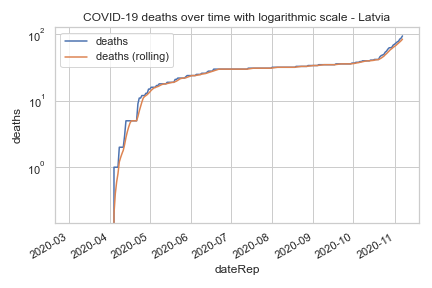 COVID-19 deaths over time with logarithmic scale - Latvia
deaths
deaths (rolling)
10²
10¹
10⁰
deaths
2020-03
2020-04
2020-05
2020-06
2020-07
2020-08
2020-09
2020-10
2020-11
dateRep